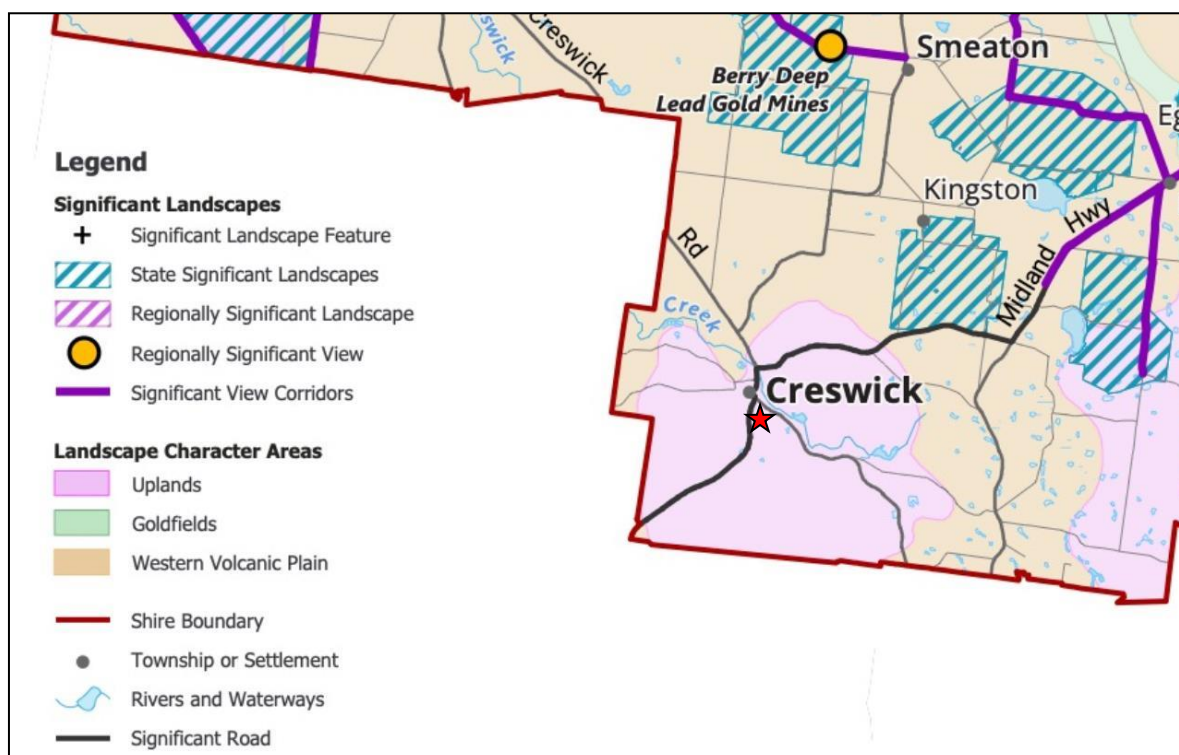 Creswick
swick
Smeaton
Berry Deep
Lead Gold Mines
Eg
Kingston
Hwy
Midland
Rd
Creek
Creswick
Legend
Significant Landscapes
Significant Landscape Feature
State Significant Landscapes
Regionally Significant Landscape
Regionally Significant View
Significant View Corridors
Landscape Character Areas
Uplands
Goldfields
Western Volcanic Plain
Shire Boundary
Township or Settlement
Rivers and Waterways
Significant Road